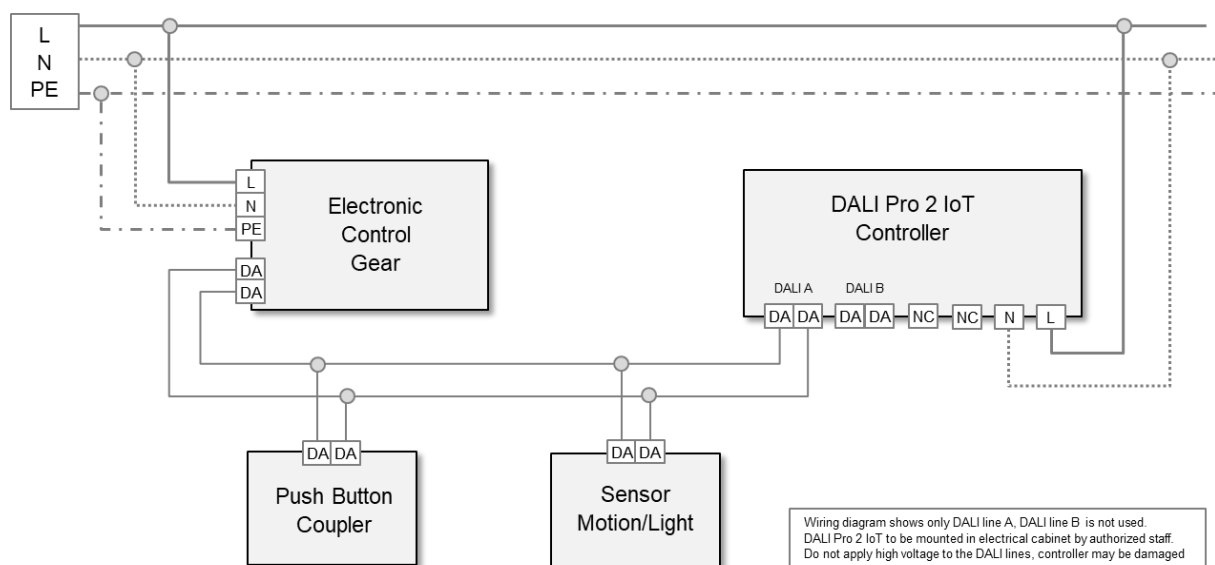 L
N
PE
L
N
PE
DA
DA
Electronic
Control
Gear
DALI Pro 2 IoT
Controller
DALI A DALI B
DA DA DA DA NC NC N L
DA DA
Push Button
Coupler
DA DA
Sensor
Motion/Light
Wiring diagram shows only DALI line A, DALI line B is not used.
DALI Pro 2 IoT to be mounted in electrical cabinet by authorized staff.
Do not apply high voltage to the DALI lines, controller may be damaged